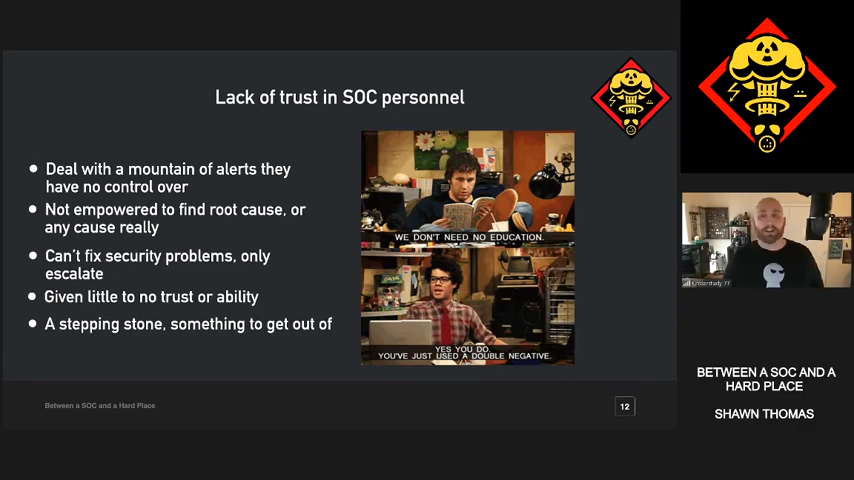 Lack of trust in SOC personnel
Deal with a mountain of alerts they
have no control over
Not empowered to find root cause, or
any cause really
Can't fix security problems, only
escalate
Given little to no trust or ability
A stepping stone, something to get out of
WE DON'T NEED NO EDUCATION.
YES YOU DO.
YOU'VE JUST USED A DOUBLE NEGATIVE.
Between a SOC and a Hard Place
12
BETWEEN A SOC AND A
HARD PLACE
SHAWN THOMAS